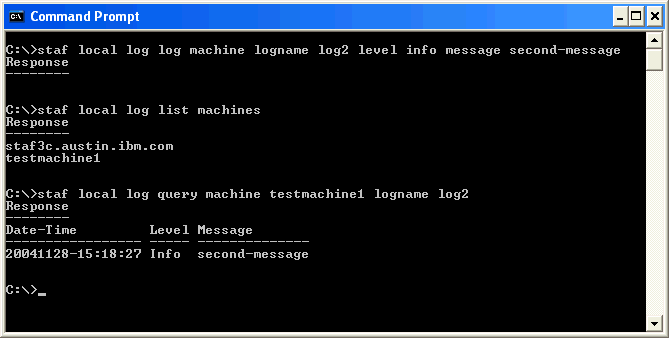 Command Prompt
C:\>staf local log log machine logname log2 level info message second-message
Response
--------
C:\>staf local log list machines
Response
--------
staf3c.austin.ibm.com
testmachine1
C:\>staf local log query machine testmachine1 logname log2
Response
--------
Date-Time         Level Message
----------------- ----- --------------
20041128-15:18:27 Info  second-message
C:\>_